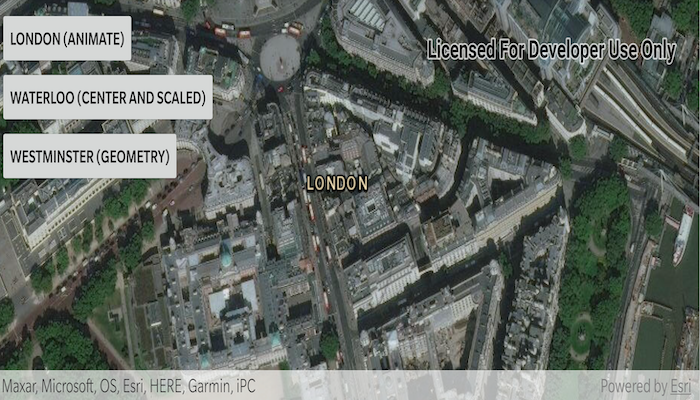 LONDON (ANIMATE)
Licensed For Developer Use Only
WATERLOO (CENTER AND SCALED)
WESTMINSTER (GEOMETRY)
LONDON
Maxar, Microsoft, OS, Esri, HERE, Garmin, iPC
Powered by Esri